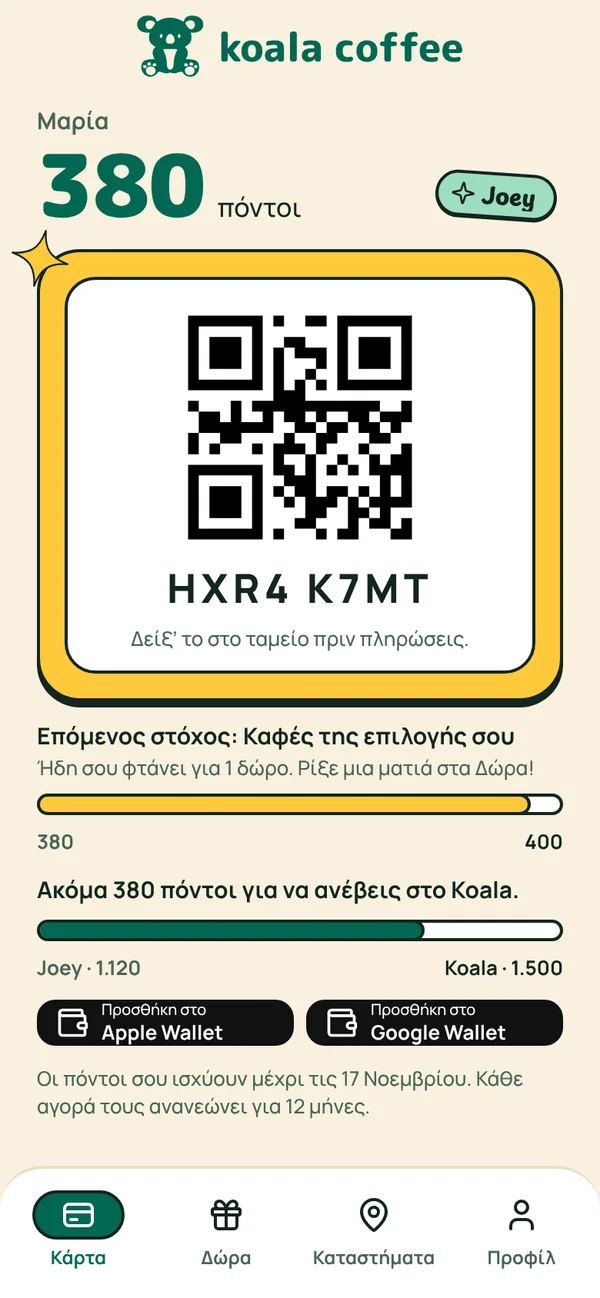 koala coffee
Μαρία
380 πόντοι
Joey
HXR4 K7MT
Δείξ’ το στο ταμείο πριν πληρώσεις.
Επόμενος στόχος: Καφές της επιλογής σου
Ήδη σου φτάνει για 1 δώρο. Ρίξε μια ματιά στα Δώρα!
380 400
Ακόμα 380 πόντοι για να ανέβεις στο Koala.
Joey · 1.120 Koala · 1.500
Προσθήκη στο Apple Wallet
Προσθήκη στο Google Wallet
Οι πόντοι σου ισχύουν μέχρι τις 17 Νοεμβρίου. Κάθε
αγορά τους ανανεώνει για 12 μήνες.
Κάρτα Δώρα Καταστήματα Προφίλ